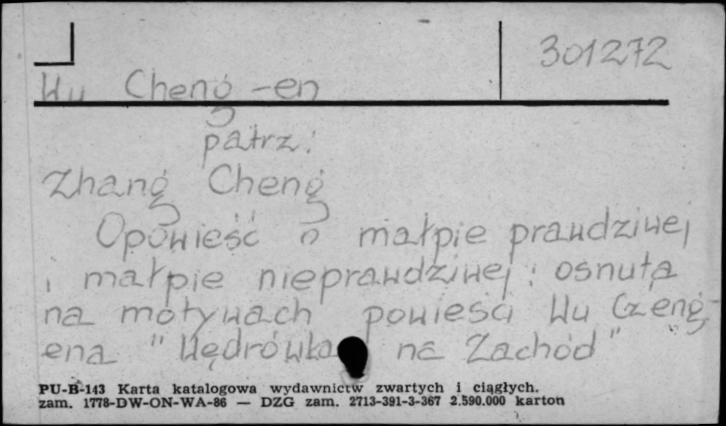 301272
Wu Cheng-en
patrz:
Zhang Cheng
Opowieść o małpie prawdziwej
i małpie nieprawdziwej : osnuta
na motywach powieści Wu Czeng-
ena "Wędrówka na Zachód"
PU-B-143 Karta katalogowa wydawnictw zwartych i ciągłych.
zam. 1778-DW-ON-WA-86 — DZG zam. 2713-391-3-367 2.590.000 karton